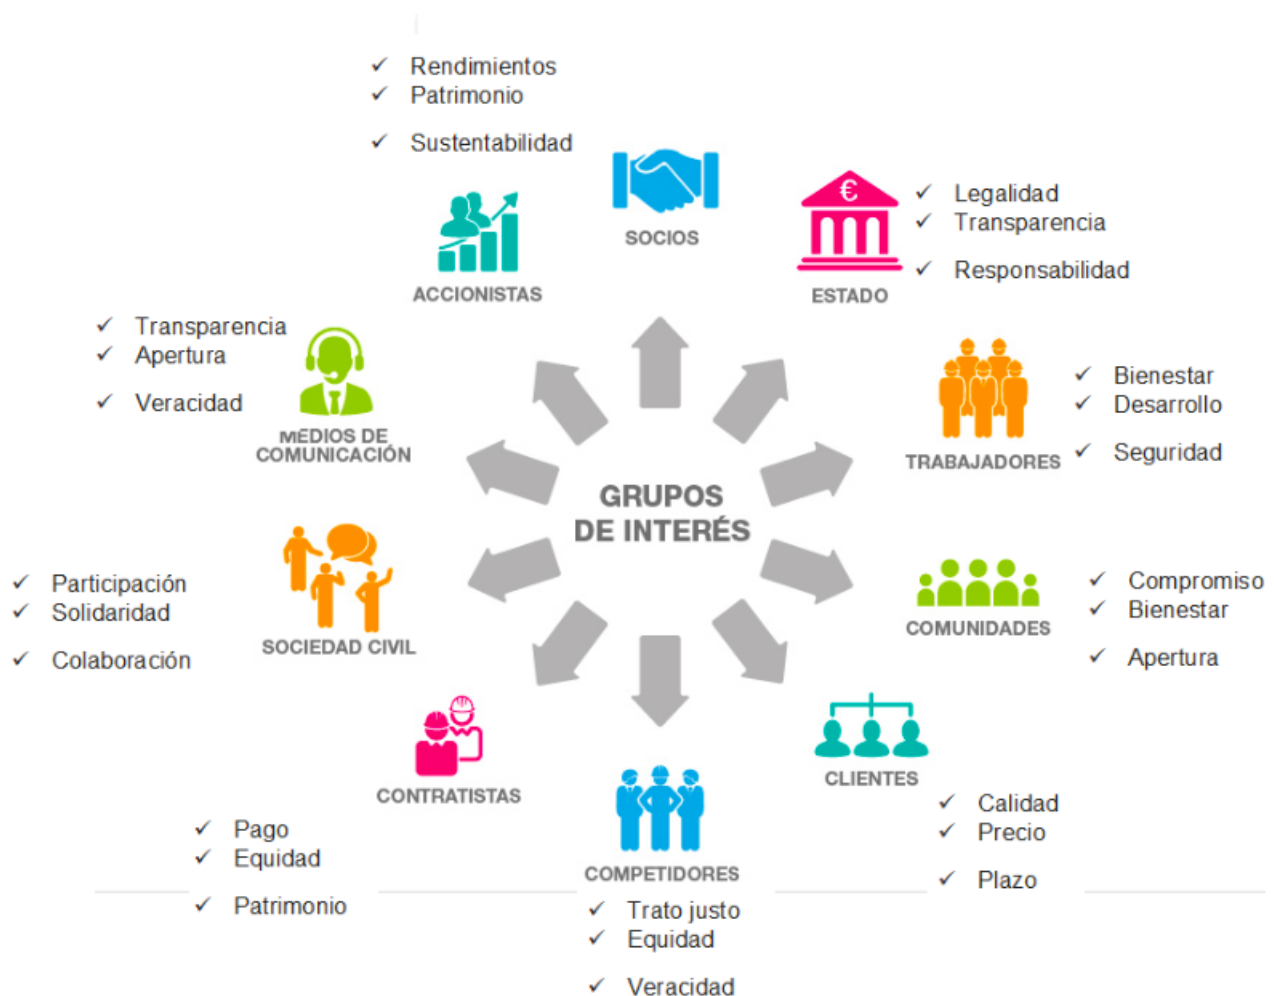 ✓ Rendimientos
✓ Patrimonio
✓ Sustentabilidad
SOCIOS
€
✓ Legalidad
✓ Transparencia
✓ Responsabilidad
ESTADO
ACCIONISTAS
✓ Transparencia
✓ Apertura
✓ Veracidad
MEDIOS DE
COMUNICACIÓN
✓ Bienestar
✓ Desarrollo
✓ Seguridad
TRABAJADORES
GRUPOS
DE INTERÉS
✓ Participación
✓ Solidaridad
✓ Colaboración
SOCIEDAD CIVIL
✓ Compromiso
✓ Bienestar
✓ Apertura
COMUNIDADES
CONTRATISTAS
✓ Pago
✓ Equidad
✓ Patrimonio
CLIENTES
✓ Calidad
✓ Precio
✓ Plazo
COMPETIDORES
✓ Trato justo
✓ Equidad
✓ Veracidad